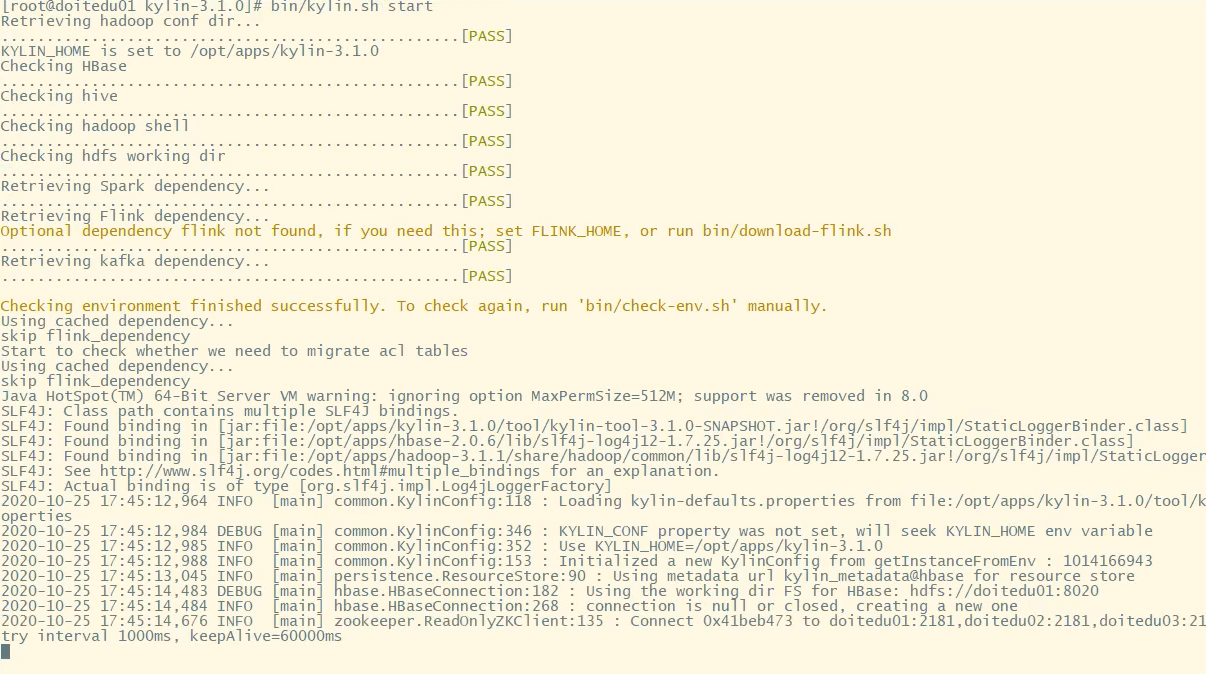 [root@doitedu01 kylin-3.1.0]# bin/kylin.sh start
Retrieving hadoop conf dir...
...................................................[PASS]
KYLIN_HOME is set to /opt/apps/kylin-3.1.0
Checking HBase
...................................................[PASS]
Checking hive
...................................................[PASS]
Checking hadoop shell
...................................................[PASS]
Checking hdfs working dir
...................................................[PASS]
Retrieving Spark dependency...
...................................................[PASS]
Retrieving Flink dependency...
Optional dependency flink not found, if you need this; set FLINK_HOME, or run bin/download-flink.sh
...................................................[PASS]
Retrieving kafka dependency...
...................................................[PASS]
Checking environment finished successfully. To check again, run 'bin/check-env.sh' manually.
Using cached dependency...
skip flink_dependency
Start to check whether we need to migrate acl tables
Using cached dependency...
skip flink_dependency
Java HotSpot(TM) 64-Bit Server VM warning: ignoring option MaxPermSize=512M; support was removed in 8.0
SLF4J: Class path contains multiple SLF4J bindings.
SLF4J: Found binding in [jar:file:/opt/apps/kylin-3.1.0/tool/kylin-tool-3.1.0-SNAPSHOT.jar!/org/slf4j/impl/StaticLoggerBinder.class]
SLF4J: Found binding in [jar:file:/opt/apps/hbase-2.0.6/lib/slf4j-log4j12-1.7.25.jar!/org/slf4j/impl/StaticLoggerBinder.class]
SLF4J: Found binding in [jar:file:/opt/apps/hadoop-3.1.1/share/hadoop/common/lib/slf4j-log4j12-1.7.25.jar!/org/slf4j/impl/StaticLogger
SLF4J: See http://www.slf4j.org/codes.html#multiple_bindings for an explanation.
SLF4J: Actual binding is of type [org.slf4j.impl.Log4jLoggerFactory]
2020-10-25 17:45:12,964 INFO  [main] common.KylinConfig:118 : Loading kylin-defaults.properties from file:/opt/apps/kylin-3.1.0/tool/k
operties
2020-10-25 17:45:12,984 DEBUG [main] common.KylinConfig:346 : KYLIN_CONF property was not set, will seek KYLIN_HOME env variable
2020-10-25 17:45:12,985 INFO  [main] common.KylinConfig:352 : Use KYLIN_HOME=/opt/apps/kylin-3.1.0
2020-10-25 17:45:12,988 INFO  [main] common.KylinConfig:153 : Initialized a new KylinConfig from getInstanceFromEnv : 1014166943
2020-10-25 17:45:13,045 INFO  [main] persistence.ResourceStore:90 : Using metadata url kylin_metadata@hbase for resource store
2020-10-25 17:45:14,483 DEBUG [main] hbase.HBaseConnection:182 : Using the working dir FS for HBase: hdfs://doitedu01:8020
2020-10-25 17:45:14,484 INFO  [main] hbase.HBaseConnection:268 : connection is null or closed, creating a new one
2020-10-25 17:45:14,676 INFO  [main] zookeeper.ReadOnlyZKClient:135 : Connect 0x41beb473 to doitedu01:2181,doitedu02:2181,doitedu03:21
try interval 1000ms, keepAlive=60000ms